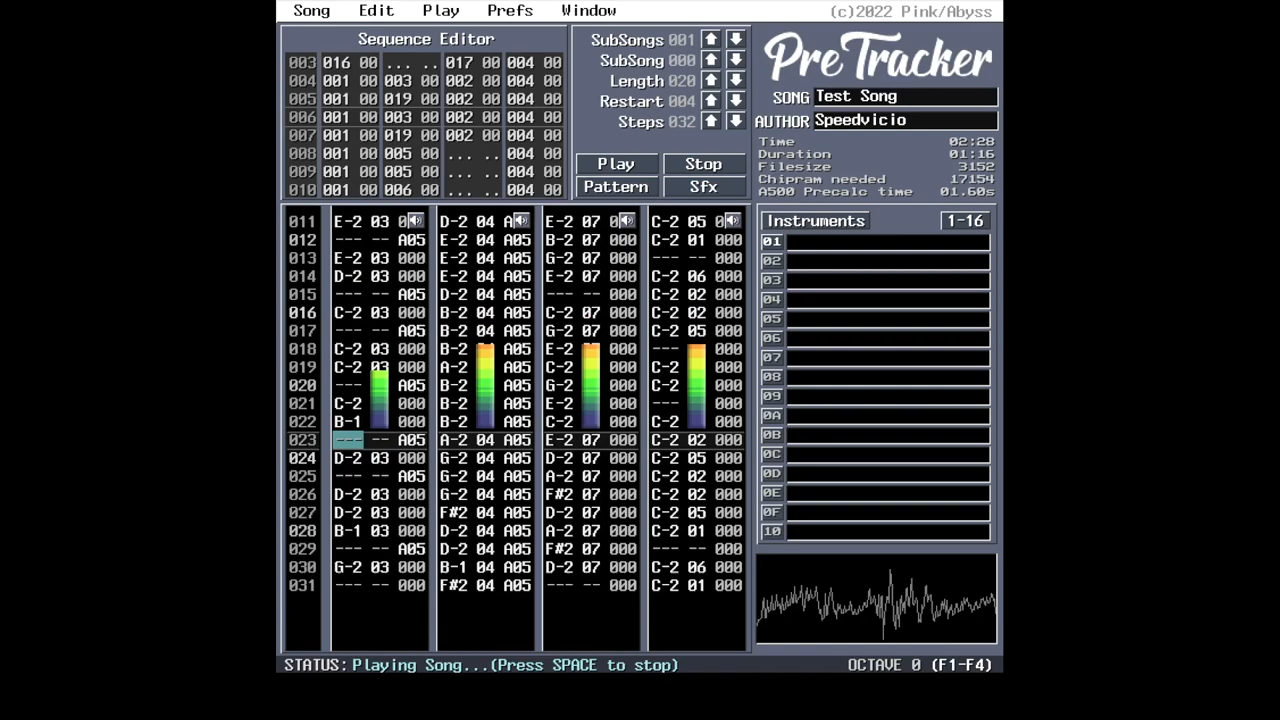 Song Edit Play Prefs Window (c)2022 Pink/Abyss
Sequence Editor
003 016 00 ... .. 017 00 004 00
004 001 00 003 00 002 00 004 00
005 001 00 019 00 002 00 004 00
006 001 00 003 00 002 00 004 00
007 001 00 019 00 002 00 004 00
008 001 00 005 00 ... .. 004 00
009 001 00 005 00 ... .. 004 00
010 001 00 006 00 ... .. 004 00
SubSongs 001
SubSong 000
Length 020
Restart 004
Steps 032
Play Stop
Pattern Sfx
PreTracker
SONG Test Song
AUTHOR Speedvicio
Time 02:28
Duration 01:16
Filesize 3152
Chipram needed 17154
A500 Precalc time 01.60s
011 E-2 03 0 D-2 04 A E-2 07 0 C-2 05 0
012 --- -- A05 E-2 04 A05 B-2 07 000 C-2 01 000
013 E-2 03 000 E-2 04 A05 G-2 07 000 --- -- 000
014 D-2 03 000 E-2 04 A05 E-2 07 000 C-2 06 000
015 --- -- A05 D-2 04 A05 --- -- 000 C-2 02 000
016 C-2 03 000 B-2 04 A05 C-2 07 000 C-2 02 000
017 --- -- A05 B-2 04 A05 G-2 07 000 C-2 05 000
018 C-2 03 000 B-2 A05 E-2 000 --- 000
019 C-2 03 000 A-2 A05 C-2 000 C-2 000
020 --- A05 B-2 A05 G-2 000 C-2 000
021 C-2 000 B-2 A05 E-2 000 --- 000
022 B-1 000 B-2 A05 C-2 000 C-2 000
023 --- -- A05 A-2 04 A05 E-2 07 000 C-2 02 000
024 D-2 03 000 G-2 04 A05 D-2 07 000 C-2 05 000
025 --- -- A05 G-2 04 A05 A-2 07 000 C-2 02 000
026 D-2 03 000 G-2 04 A05 F#2 07 000 C-2 02 000
027 D-2 03 000 F#2 04 A05 D-2 07 000 C-2 05 000
028 B-1 03 000 D-2 04 A05 A-2 07 000 C-2 01 000
029 --- -- A05 D-2 04 A05 F#2 07 000 --- -- 000
030 G-2 03 000 B-1 04 A05 D-2 07 000 C-2 06 000
031 --- -- 000 F#2 04 A05 --- -- 000 C-2 01 000
Instruments 1-16
01
02
03
04
05
06
07
08
09
0A
0B
0C
0D
0E
0F
10
STATUS: Playing Song...(Press SPACE to stop) OCTAVE 0 (F1-F4)